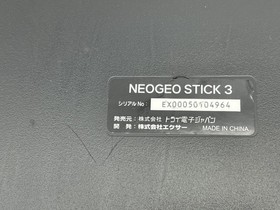 NEOGEO STICK 3
シリアルNo: EX00050104964
発売元:株式会社 トライ電子ジャパン
開 発:株式会社エクサー MADE IN CHINA